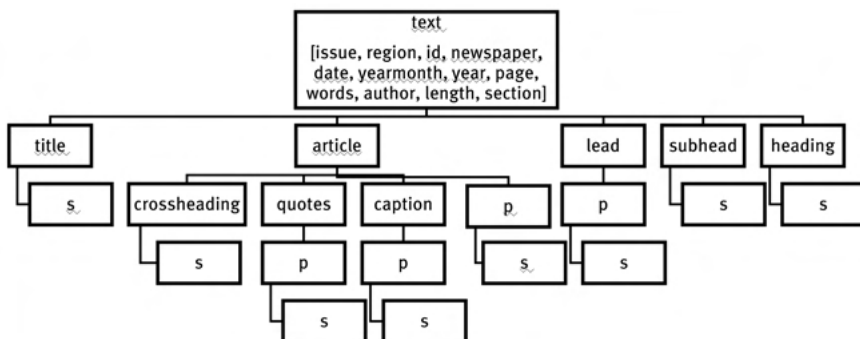 text
[issue, region, id, newspaper,
date, yearmonth, year, page,
words, author, length, section]
title article lead subhead heading
s crossheading quotes caption p p s s
s p p s s
s s